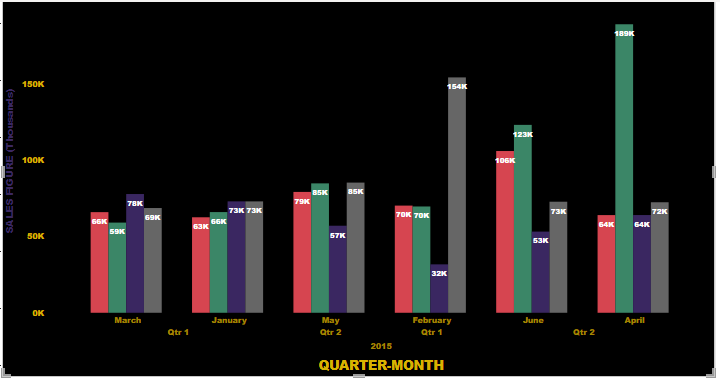 189K
154K
150K
123K
106K
100K
79K 85K 85K
78K 73K 73K 73K 72K
66K 59K 69K 63K 66K 57K 70K 70K 53K 64K 64K
50K
32K
0K
SALES FIGURE (Thousands)
March January May February June April
Qtr 1 Qtr 2 Qtr 1 Qtr 2
2015
QUARTER-MONTH